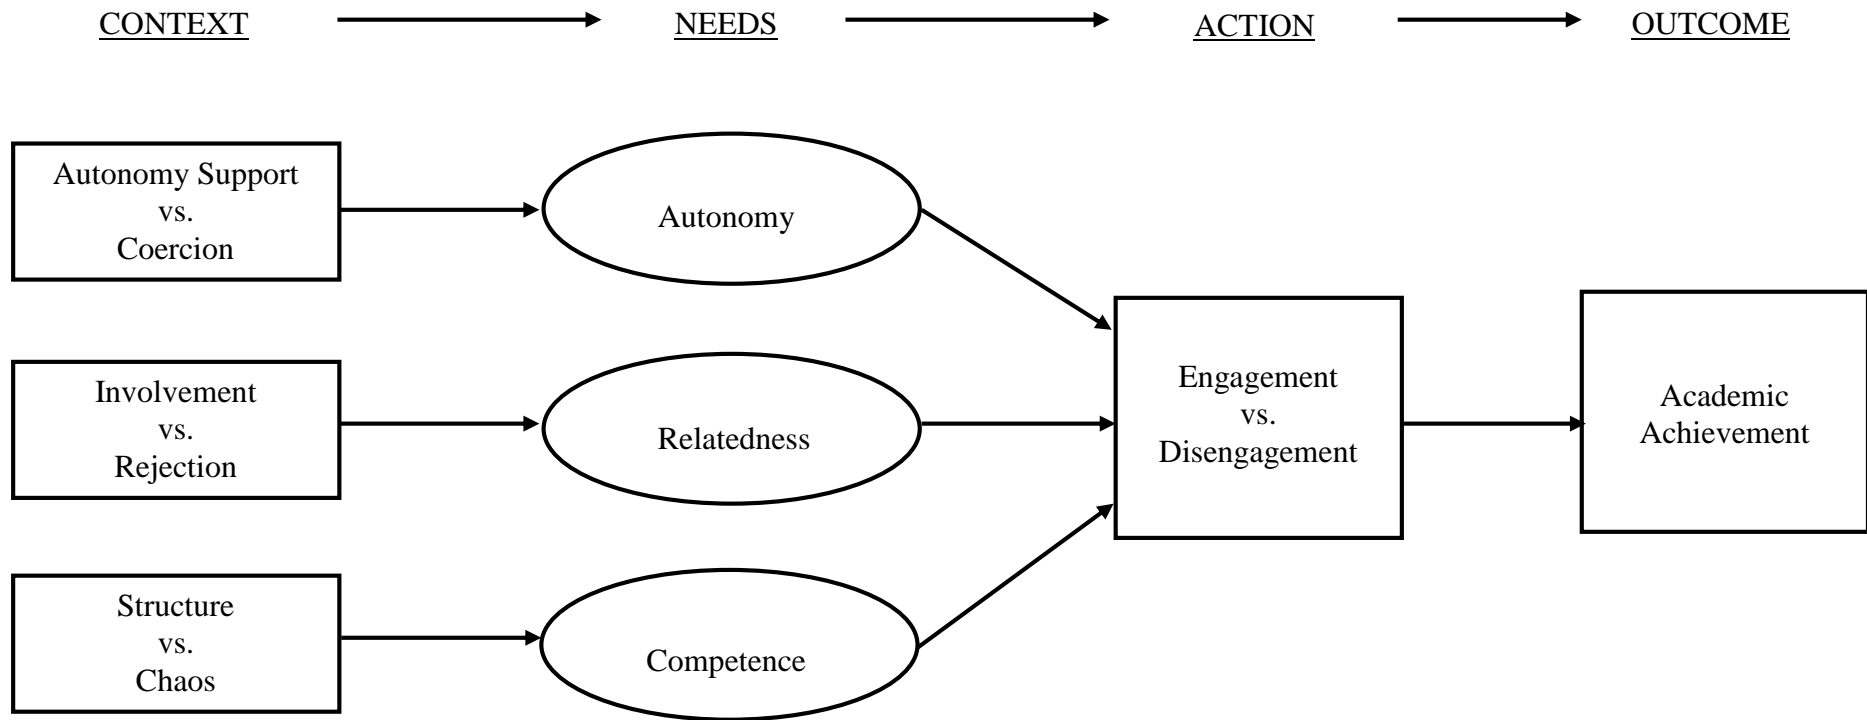 CONTEXT NEEDS ACTION OUTCOME
Autonomy Support
vs.
Coercion
Autonomy
Involvement
vs.
Rejection
Relatedness
Structure
vs.
Chaos
Competence
Engagement
vs.
Disengagement
Academic
Achievement